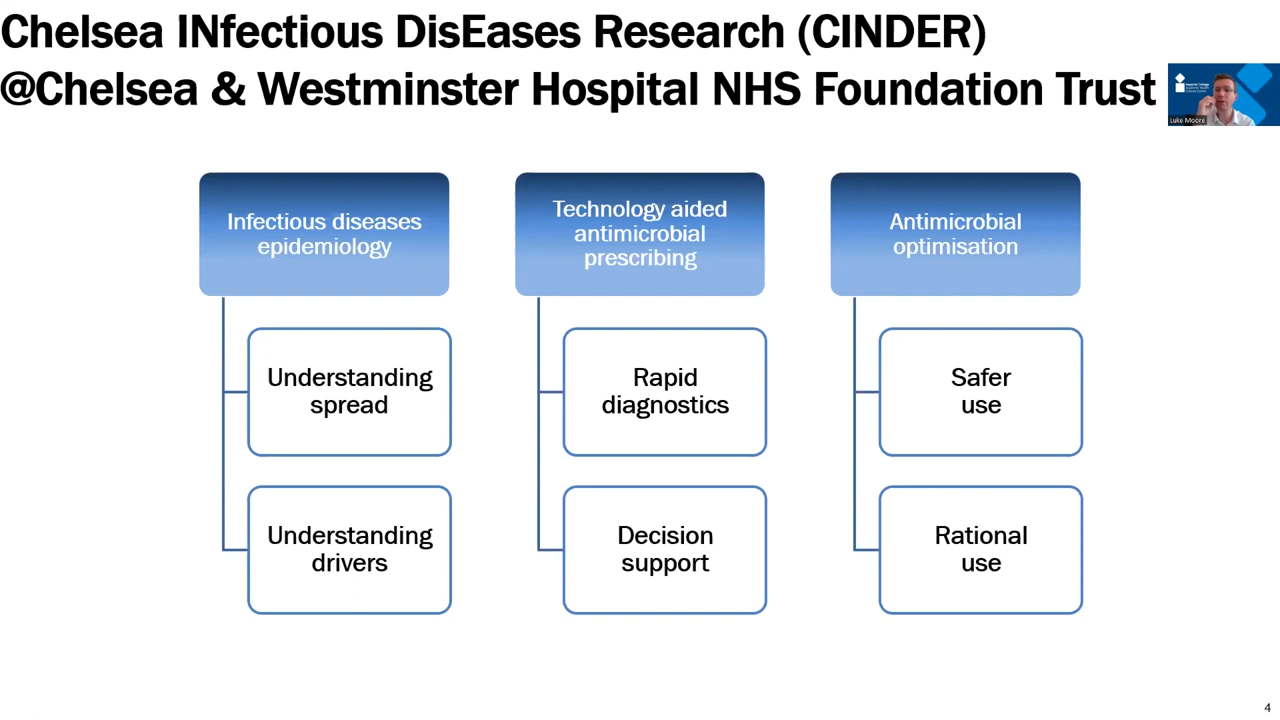 Chelsea INfectious DisEases Research (CINDER)
@Chelsea & Westminster Hospital NHS Foundation Trust
Luke Moore
Infectious diseases
epidemiology
Understanding
spread
Understanding
drivers
Technology aided
antimicrobial
prescribing
Rapid
diagnostics
Decision
support
Antimicrobial
optimisation
Safer
use
Rational
use
4